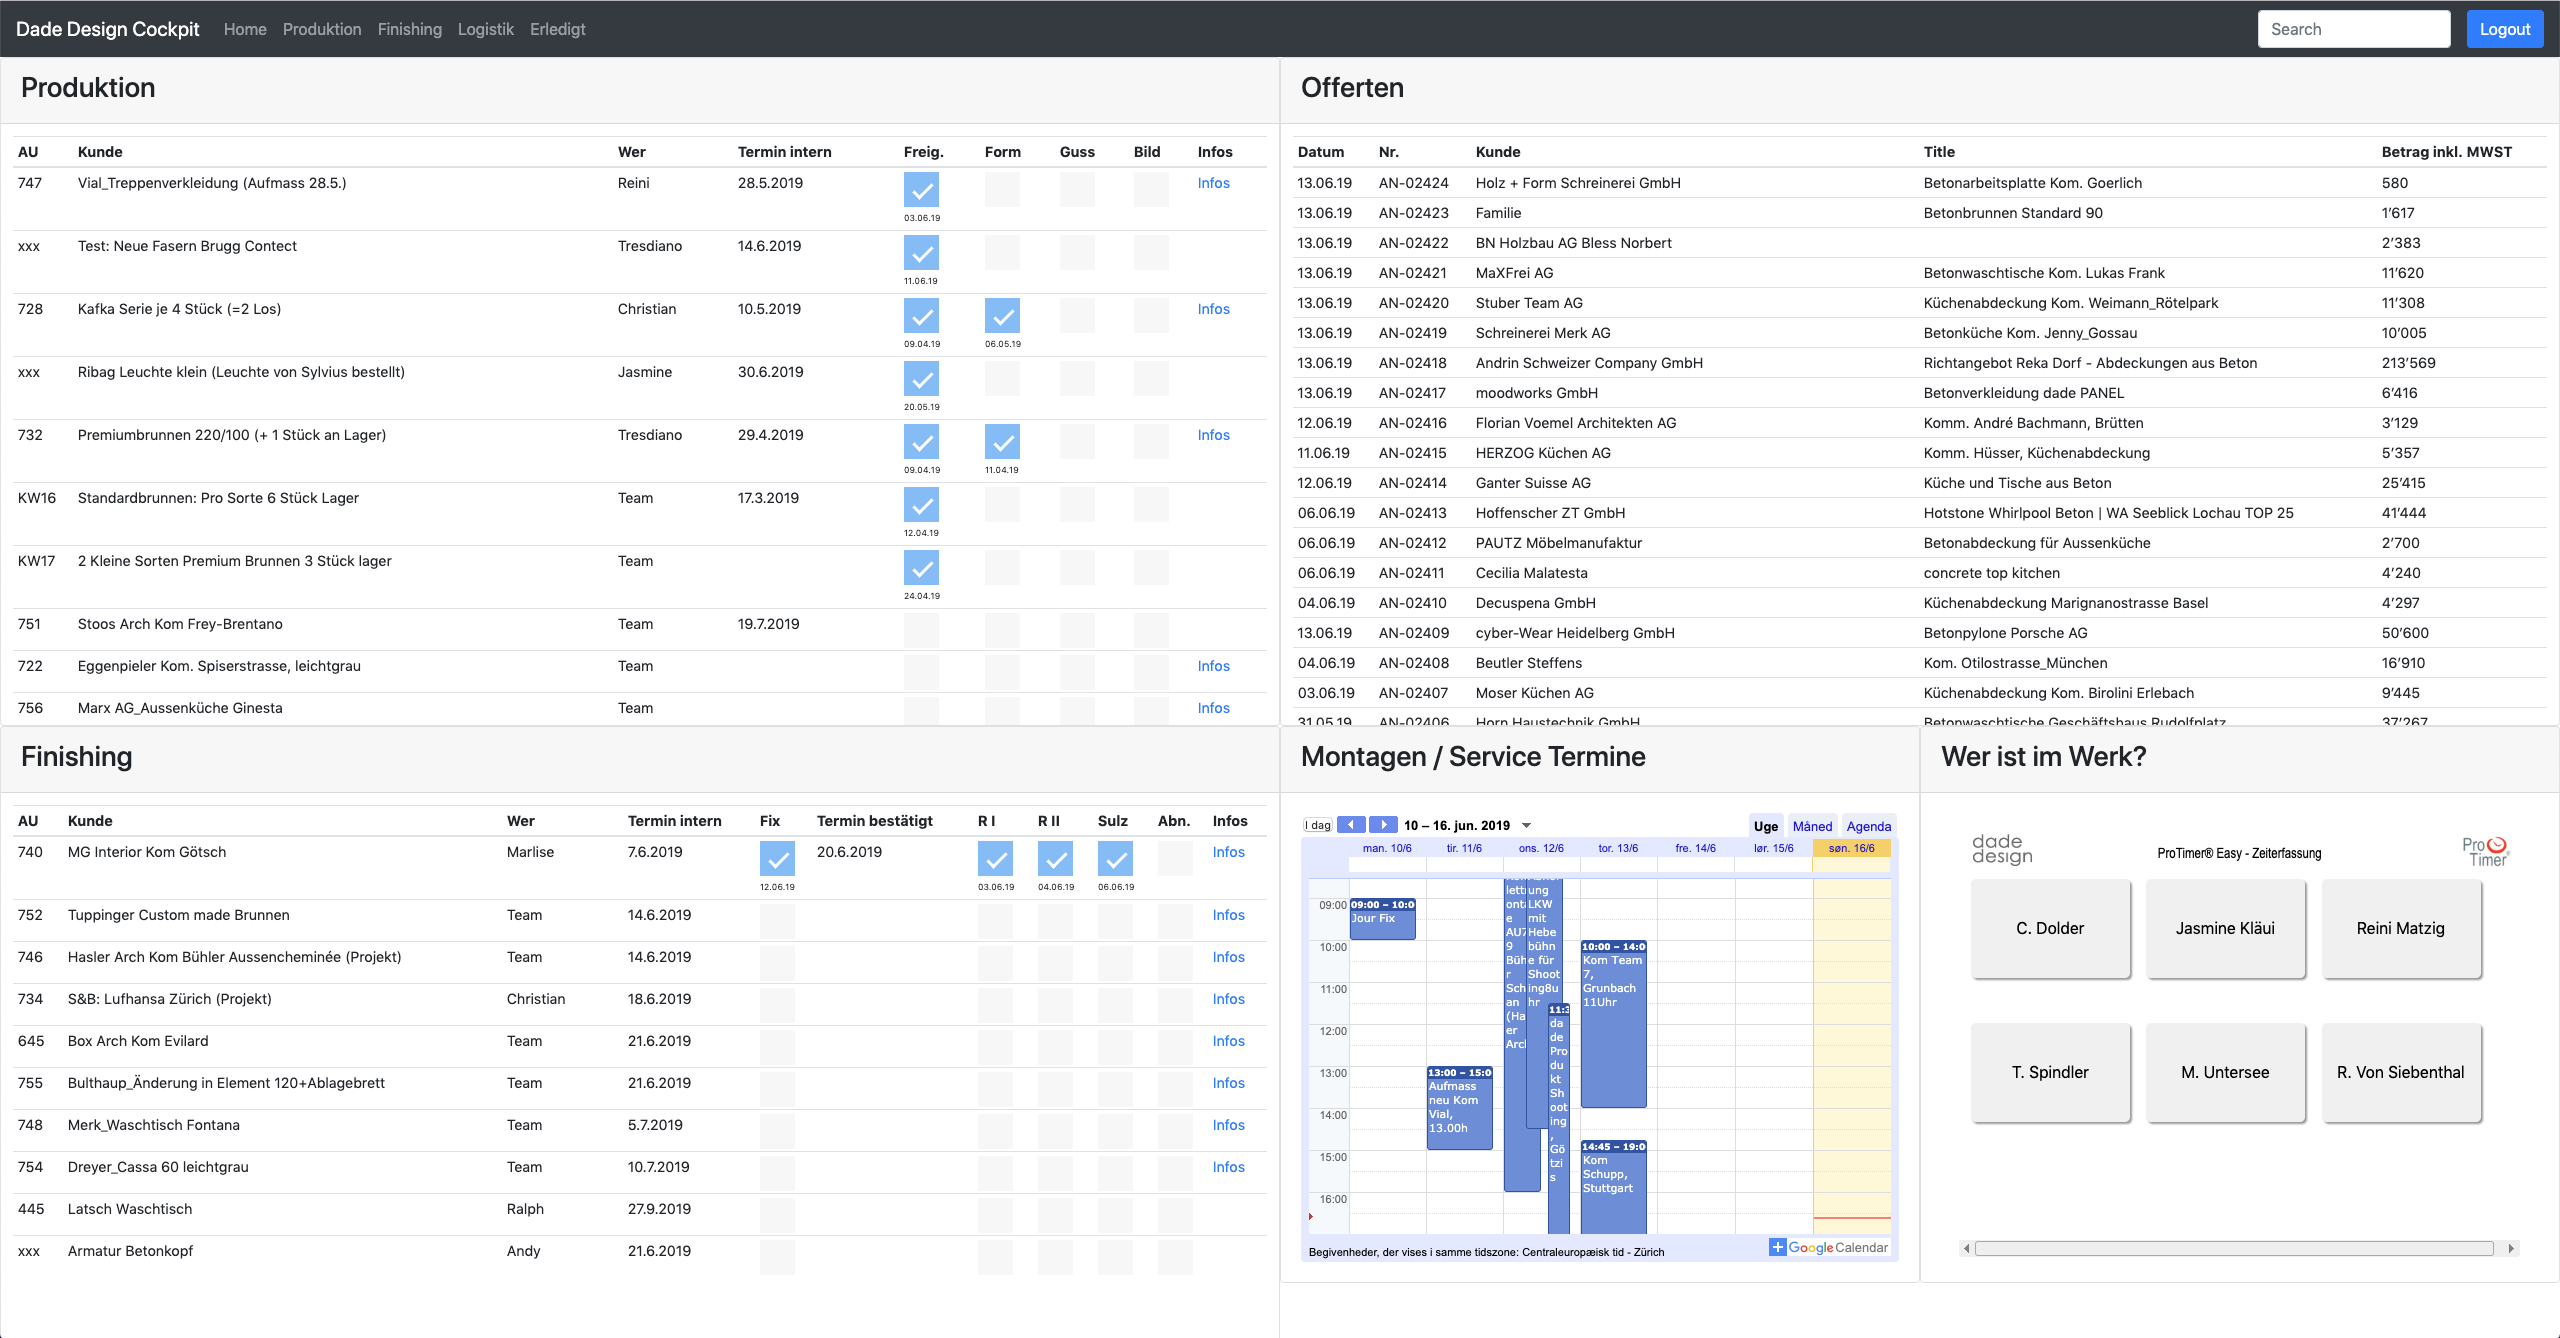 Dade Design Cockpit Home Produktion Finishing Logistik Erledigt Search Logout
Produktion
AU Kunde Wer Termin intern Freig. Form Guss Bild Infos
747 Vial_Treppenverkleidung (Aufmass 28.5.) Reini 28.5.2019 Infos
03.06.19
xxx Test: Neue Fasern Brugg Contect Tresdiano 14.6.2019
11.06.19
728 Kafka Serie je 4 Stück (=2 Los) Christian 10.5.2019 Infos
09.04.19 06.05.19
xxx Ribag Leuchte klein (Leuchte von Sylvius bestellt) Jasmine 30.6.2019
20.05.19
732 Premiumbrunnen 220/100 (+ 1 Stück an Lager) Tresdiano 29.4.2019 Infos
09.04.19 11.04.19
KW16 Standardbrunnen: Pro Sorte 6 Stück Lager Team 17.3.2019
12.04.19
KW17 2 Kleine Sorten Premium Brunnen 3 Stück lager Team
24.04.19
751 Stoos Arch Kom Frey-Brentano Team 19.7.2019
722 Eggenpieler Kom. Spiserstrasse, leichtgrau Team Infos
756 Marx AG_Aussenküche Ginesta Team Infos
Offerten
Datum Nr. Kunde Title Betrag inkl. MWST
13.06.19 AN-02424 Holz + Form Schreinerei GmbH Betonarbeitsplatte Kom. Goerlich 580
13.06.19 AN-02423 Familie Betonbrunnen Standard 90 1’617
13.06.19 AN-02422 BN Holzbau AG Bless Norbert 2’383
13.06.19 AN-02421 MaXFrei AG Betonwaschtische Kom. Lukas Frank 11’620
13.06.19 AN-02420 Stuber Team AG Küchenabdeckung Kom. Weimann_Rötelpark 11’308
13.06.19 AN-02419 Schreinerei Merk AG Betonküche Kom. Jenny_Gossau 10’005
13.06.19 AN-02418 Andrin Schweizer Company GmbH Richtangebot Reka Dorf - Abdeckungen aus Beton 213’569
13.06.19 AN-02417 moodworks GmbH Betonverkleidung dade PANEL 6’416
12.06.19 AN-02416 Florian Voemel Architekten AG Komm. André Bachmann, Brütten 3’129
11.06.19 AN-02415 HERZOG Küchen AG Komm. Hüsser, Küchenabdeckung 5’357
12.06.19 AN-02414 Ganter Suisse AG Küche und Tische aus Beton 25’415
06.06.19 AN-02413 Hoffenscher ZT GmbH Hotstone Whirlpool Beton | WA Seeblick Lochau TOP 25 41’444
06.06.19 AN-02412 PAUTZ Möbelmanufaktur Betonabdeckung für Aussenküche 2’700
06.06.19 AN-02411 Cecilia Malatesta concrete top kitchen 4’240
04.06.19 AN-02410 Decuspena GmbH Küchenabdeckung Marignanostrasse Basel 4’297
13.06.19 AN-02409 cyber-Wear Heidelberg GmbH Betonpylone Porsche AG 50’600
04.06.19 AN-02408 Beutler Steffens Kom. Otilostrasse_München 16’910
03.06.19 AN-02407 Moser Küchen AG Küchenabdeckung Kom. Birolini Erlebach 9’445
31.05.19 AN-02406 Horn Haustechnik GmbH Betonwaschtische Geschäftshaus Rudolfplatz 37’267
Finishing
AU Kunde Wer Termin intern Fix Termin bestätigt R I R II Sulz Abn. Infos
740 MG Interior Kom Götsch Marlise 7.6.2019 20.6.2019 Infos
12.06.19 03.06.19 04.06.19 06.06.19
752 Tuppinger Custom made Brunnen Team 14.6.2019 Infos
746 Hasler Arch Kom Bühler Aussencheminée (Projekt) Team 14.6.2019 Infos
734 S&B: Lufhansa Zürich (Projekt) Christian 18.6.2019 Infos
645 Box Arch Kom Evilard Team 21.6.2019 Infos
755 Bulthaup_Änderung in Element 120+Ablagebrett Team 21.6.2019 Infos
748 Merk_Waschtisch Fontana Team 5.7.2019 Infos
754 Dreyer_Cassa 60 leichtgrau Team 10.7.2019 Infos
445 Latsch Waschtisch Ralph 27.9.2019
xxx Armatur Betonkopf Andy 21.6.2019
Montagen / Service Termine
I dag 10 – 16. jun. 2019 Uge Måned Agenda
man. 10/6 tir. 11/6 ons. 12/6 tor. 13/6 fre. 14/6 lør. 15/6 søn. 16/6
09:00
10:00
11:00
12:00
13:00
14:00
15:00
16:00
09:00 – 10:0
Jour Fix
13:00 – 15:0
Aufmass
neu Kom
Vial,
13.00h
lett
ont
e
AU
9
Büh
r
Sch
an
(Ha
er
Arc
ung
LKW
mit
Hebe
bühn
e für
Shoot
ing8u
hr
11:3
da
de
Pro
du
kt
Sh
oot
ing
,
Gö
tzi
s
10:00 – 14:0
Kom Team
7,
Grunbach
11Uhr
14:45 – 19:0
Kom
Schupp,
Stuttgart
Begivenheder, der vises i samme tidszone: Centraleuropæisk tid - Zürich
Google Calendar
Wer ist im Werk?
dade
design
ProTimer® Easy - Zeiterfassung
Pro
Timer
C. Dolder Jasmine Kläui Reini Matzig
T. Spindler M. Untersee R. Von Siebenthal